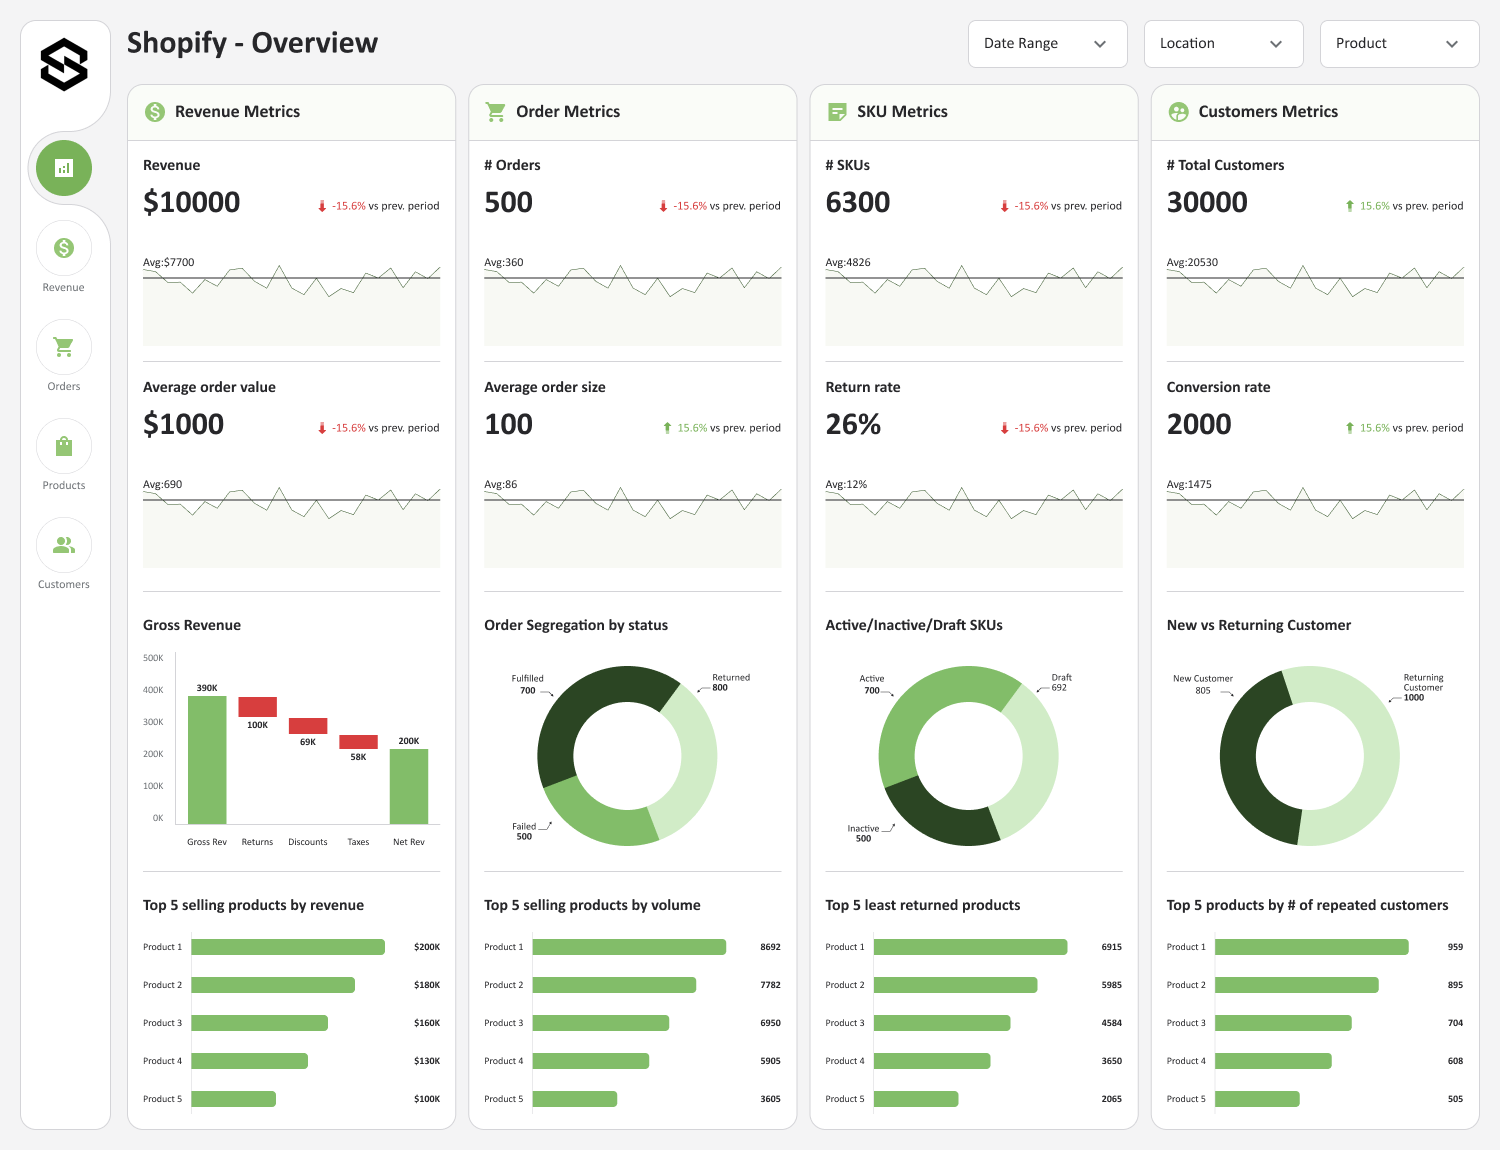 Shopify - Overview
Date Range
Location
Product
Revenue
Orders
Products
Customers
Revenue Metrics
Revenue
$10000
-15.6% vs prev. period
Avg:$7700
Average order value
$1000
-15.6% vs prev. period
Avg:690
Gross Revenue
500K
400K
300K
200K
100K
0K
390K
100K
69K
58K
200K
Gross Rev Returns Discounts Taxes Net Rev
Top 5 selling products by revenue
Product 1 $200K
Product 2 $180K
Product 3 $160K
Product 4 $130K
Product 5 $100K
Order Metrics
# Orders
500
-15.6% vs prev. period
Avg:360
Average order size
100
15.6% vs prev. period
Avg:86
Order Segregation by status
Fulfilled
700
Returned
800
Failed
500
Top 5 selling products by volume
Product 1 8692
Product 2 7782
Product 3 6950
Product 4 5905
Product 5 3605
SKU Metrics
# SKUs
6300
-15.6% vs prev. period
Avg:4826
Return rate
26%
-15.6% vs prev. period
Avg:12%
Active/Inactive/Draft SKUs
Active
700
Draft
692
Inactive
500
Top 5 least returned products
Product 1 6915
Product 2 5985
Product 3 4584
Product 4 3650
Product 5 2065
Customers Metrics
# Total Customers
30000
15.6% vs prev. period
Avg:20530
Conversion rate
2000
15.6% vs prev. period
Avg:1475
New vs Returning Customer
New Customer
805
Returning
Customer
1000
Top 5 products by # of repeated customers
Product 1 959
Product 2 895
Product 3 704
Product 4 608
Product 5 505